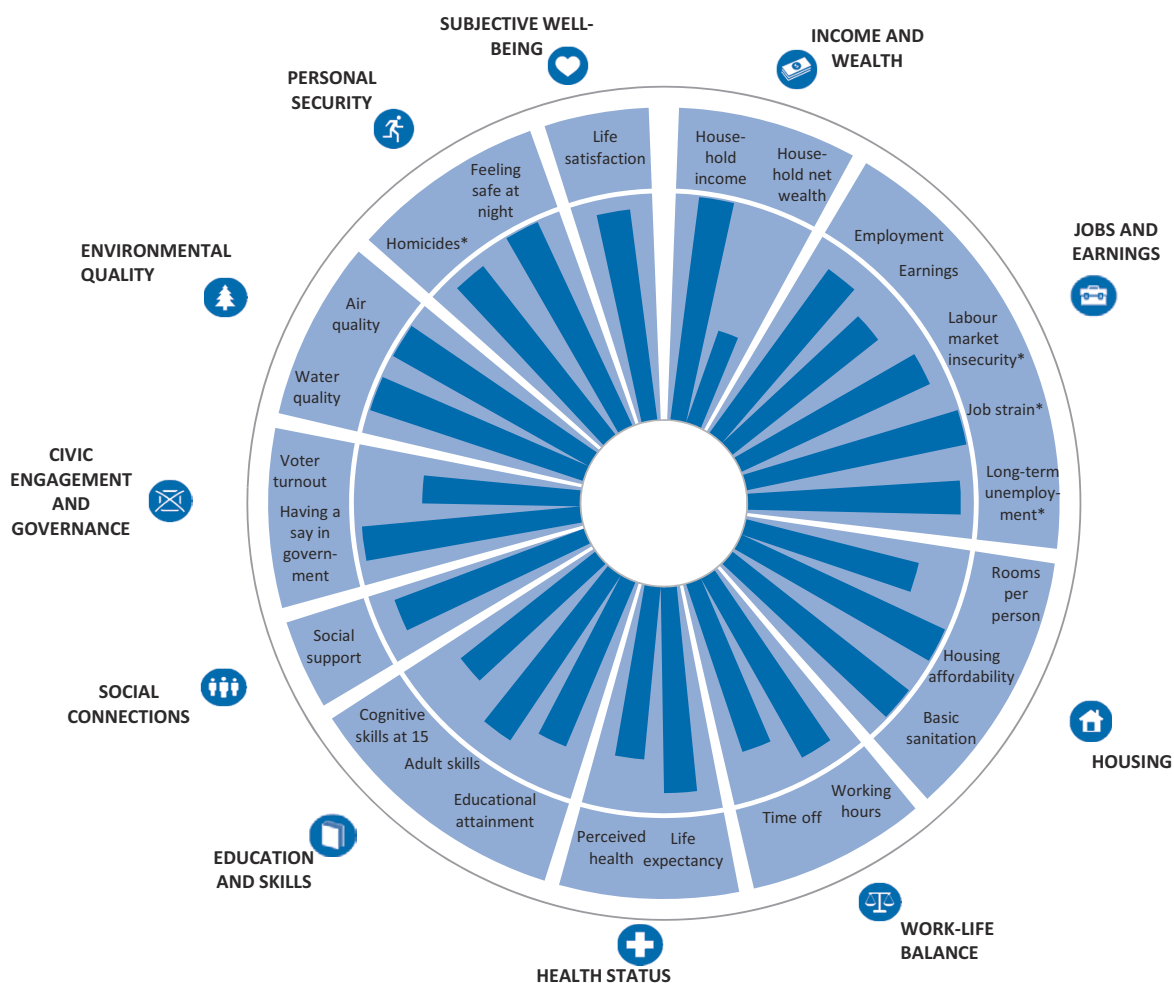 SUBJECTIVE WELL-
BEING
INCOME AND
WEALTH
PERSONAL
SECURITY
JOBS AND
EARNINGS
ENVIRONMENTAL
QUALITY
CIVIC
ENGAGEMENT
AND
GOVERNANCE
SOCIAL
CONNECTIONS
HOUSING
EDUCATION
AND SKILLS
WORK-LIFE
BALANCE
HEALTH STATUS
Life
satisfaction
House-
hold
income
House-
hold net
wealth
Employment
Earnings
Labour
market
insecurity*
Job strain*
Long-term
unemploy-
ment*
Rooms
per
person
Housing
affordability
Basic
sanitation
Working
hours
Time off
Life
expectancy
Perceived
health
Educational
attainment
Adult skills
Cognitive
skills at 15
Social
support
Having a
say in
govern-
ment
Voter
turnout
Water
quality
Air
quality
Homicides*
Feeling
safe at
night